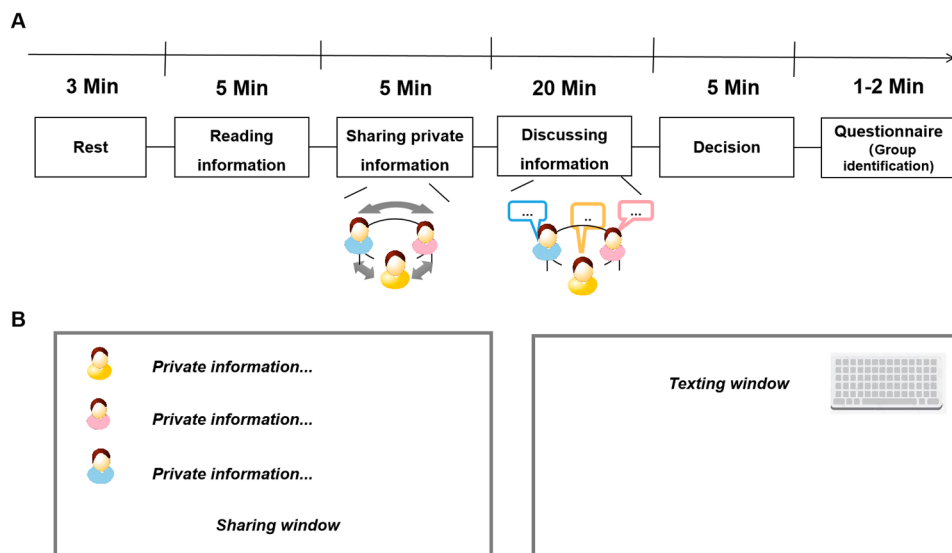 A
3 Min
5 Min
5 Min
20 Min
5 Min
1-2 Min
Rest
Reading
information
Sharing private
information
Discussing
information
Decision
Questionnaire
(Group
identification)
...
..
...
B
Private information...
Private information...
Private information...
Sharing window
Texting window